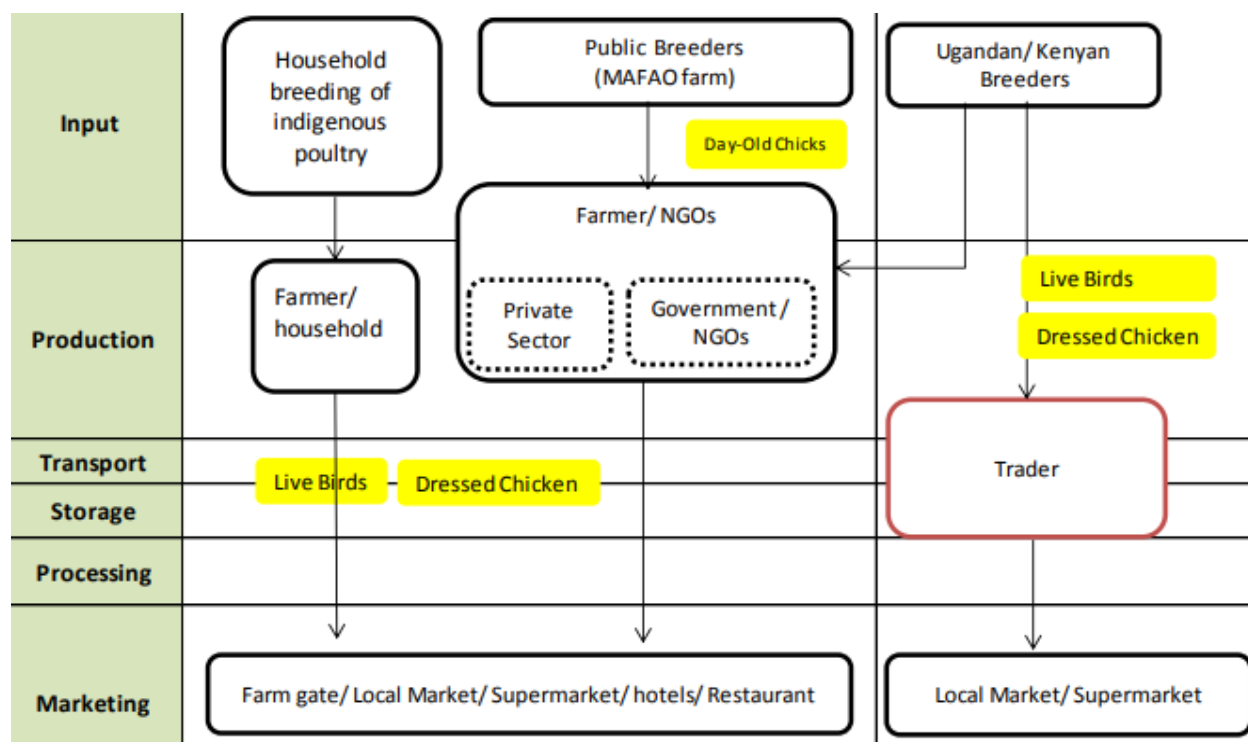 Input
Household
breeding of
indigenous
poultry
Public Breeders
(MAFAO farm)
Ugandan/ Kenyan
Breeders
Day-Old Chicks
Farmer/ NGOs
Production
Farmer/
household
Private
Sector
Government /
NGOs
Live Birds
Dressed Chicken
Transport
Storage
Live Birds
Dressed Chicken
Trader
Processing
Marketing
Farm gate/ Local Market/ Supermarket/ hotels/ Restaurant
Local Market/ Supermarket